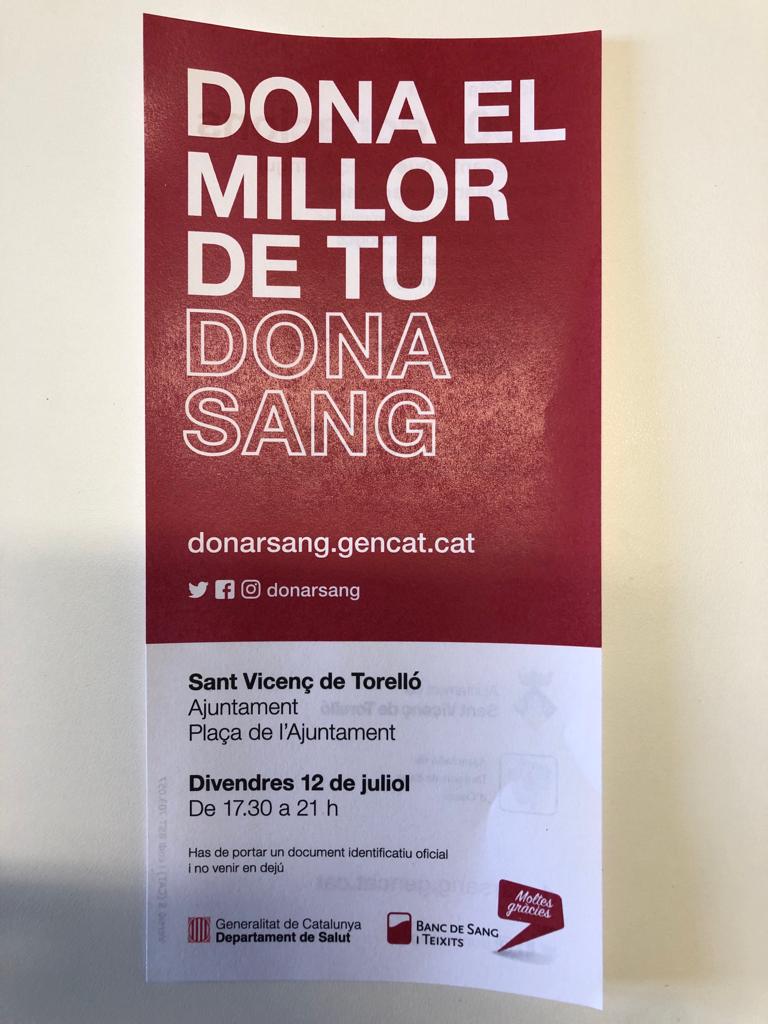 DONA EL
MILLOR
DE TU
DONA
SANG
donarsang.gencat.cat
donarsang
Sant Vicenç de Torelló
Ajuntament
Plaça de l'Ajuntament
Divendres 12 de juliol
De 17.30 a 21 h
Has de portar un document identificatiu oficial
i no venir en dejú
Generalitat de Catalunya
Departament de Salut
BANC DE SANG
I TEIXITS
Moltes
gràcies